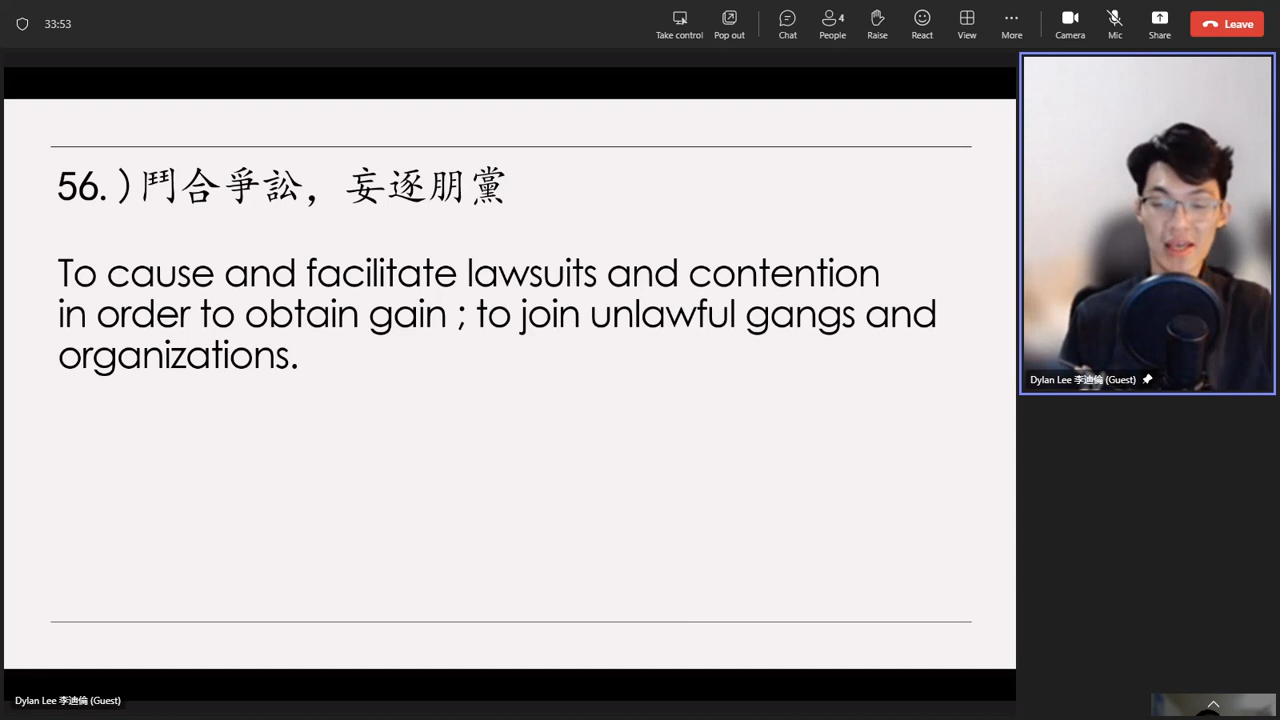 33:53
Take control
Pop out
Chat
4
People
Raise
React
View
More
Camera
Mic
Share
Leave
56. ) 鬥合爭訟，妄逐朋黨
To cause and facilitate lawsuits and contention
in order to obtain gain ; to join unlawful gangs and
organizations.
Dylan Lee 李迪倫 (Guest)
Dylan Lee 李迪倫 (Guest)